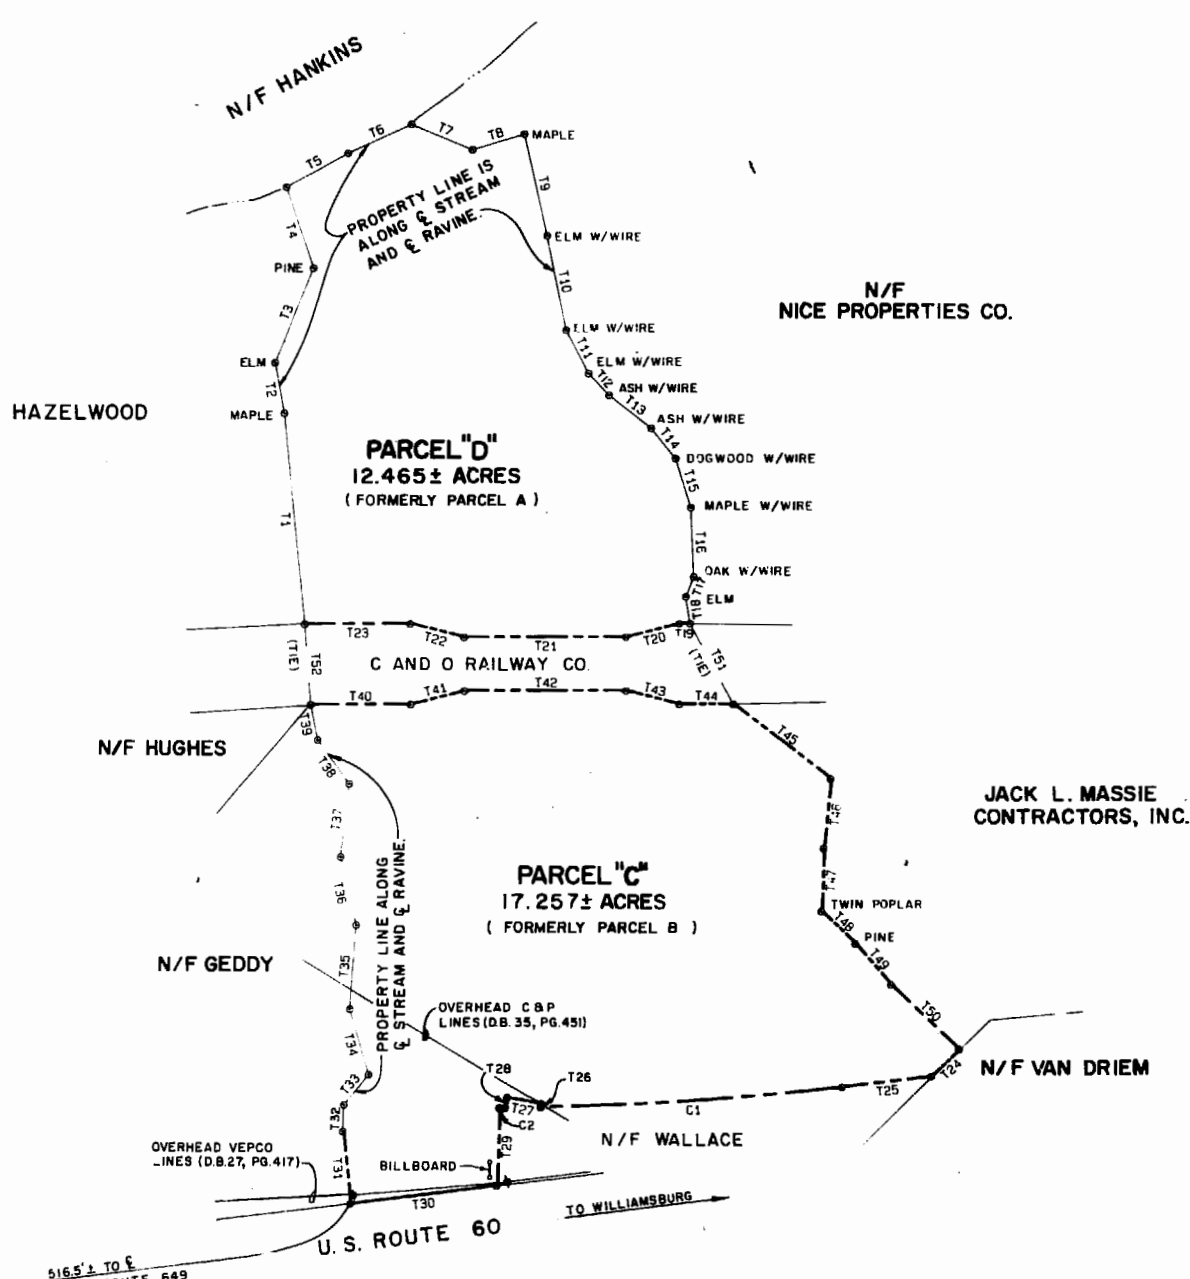 N/F HANKINS
T5
T6
T7
T8
MAPLE
T9
PROPERTY LINE IS
ALONG ℄ STREAM
AND ℄ RAVINE.
T4
PINE
T3
ELM
T2
MAPLE
HAZELWOOD
T1
ELM W/WIRE
T10
ELM W/WIRE
T11
ELM W/WIRE
T12
ASH W/WIRE
T13
ASH W/WIRE
T14
DOGWOOD W/WIRE
T15
MAPLE W/WIRE
T16
OAK W/WIRE
T17
ELM
T18
N/F
NICE PROPERTIES CO.
PARCEL "D"
12.465± ACRES
( FORMERLY PARCEL A )
T23
T22
T21
T20
T19
(TIE)
T52
C AND O RAILWAY CO.
(TIE)
T51
T40
T41
T42
T43
T44
T39
N/F HUGHES
T38
T45
T37
T46
JACK L. MASSIE
CONTRACTORS, INC.
T36
T47
PARCEL "C"
17.257± ACRES
( FORMERLY PARCEL B )
TWIN POPLAR
T48
PINE
T49
T50
N/F GEDDY
T35
PROPERTY LINE ALONG
℄ STREAM AND ℄ RAVINE.
OVERHEAD C&P
LINES (D.B. 35, PG. 451)
T34
T33
T32
T28
T26
T27
C2
C1
T25
T24
N/F VAN DRIEM
T29
N/F WALLACE
OVERHEAD VEPCO
LINES (D.B. 27, PG. 417)
T31
BILLBOARD
T30
TO WILLIAMSBURG
U. S. ROUTE 60
516.5'± TO ℄
649